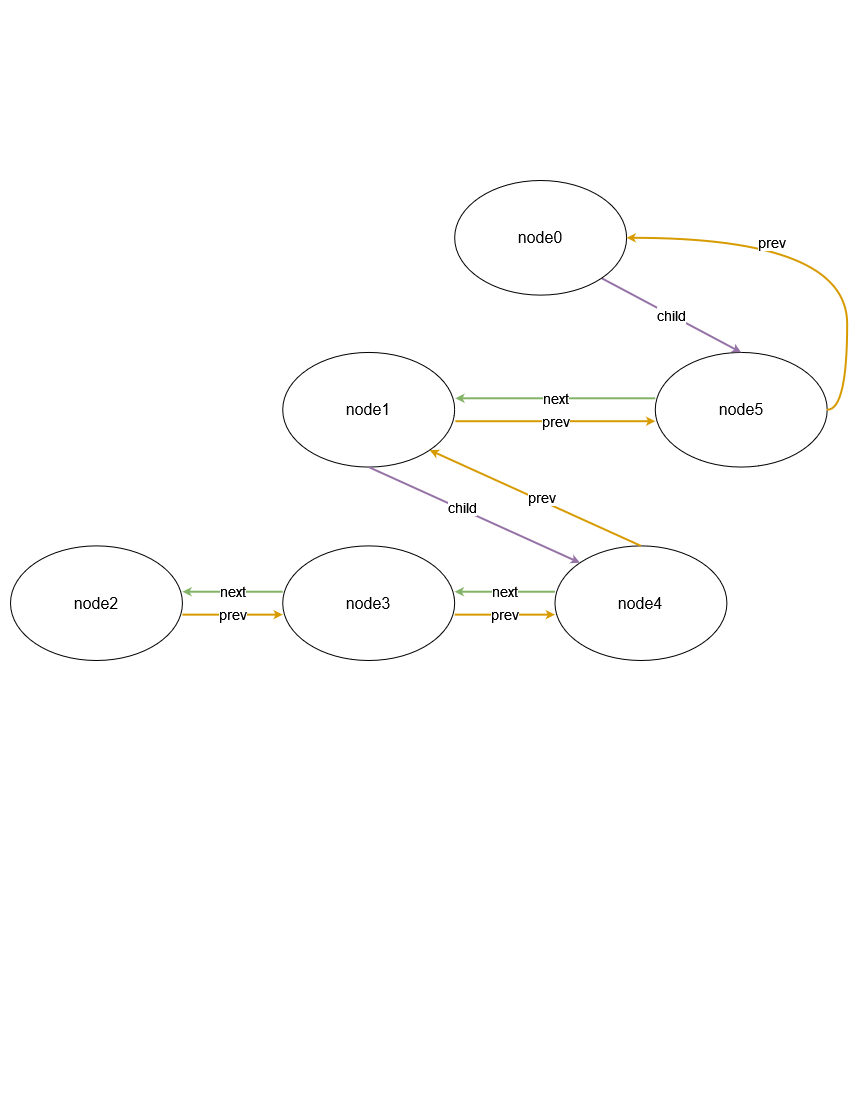 node0
prev
child
node1
next
prev
node5
child
prev
node2
next
prev
node3
next
prev
node4